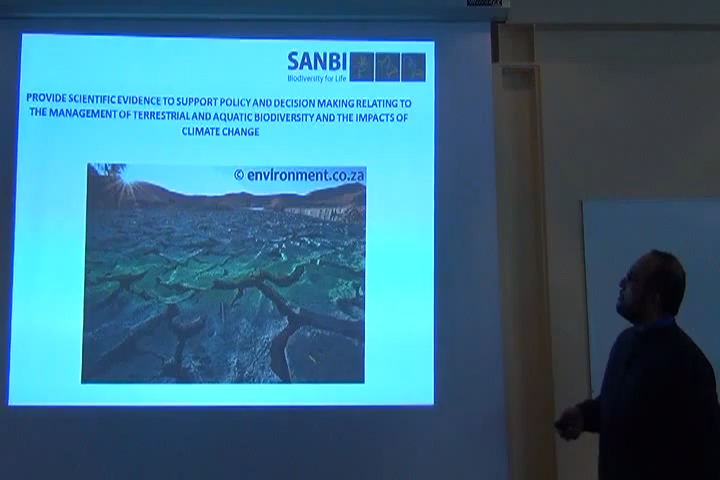 SANBI
Biodiversity for Life
PROVIDE SCIENTIFIC EVIDENCE TO SUPPORT POLICY AND DECISION MAKING RELATING TO
THE MANAGEMENT OF TERRESTRIAL AND AQUATIC BIODIVERSITY AND THE IMPACTS OF
CLIMATE CHANGE
© environment.co.za